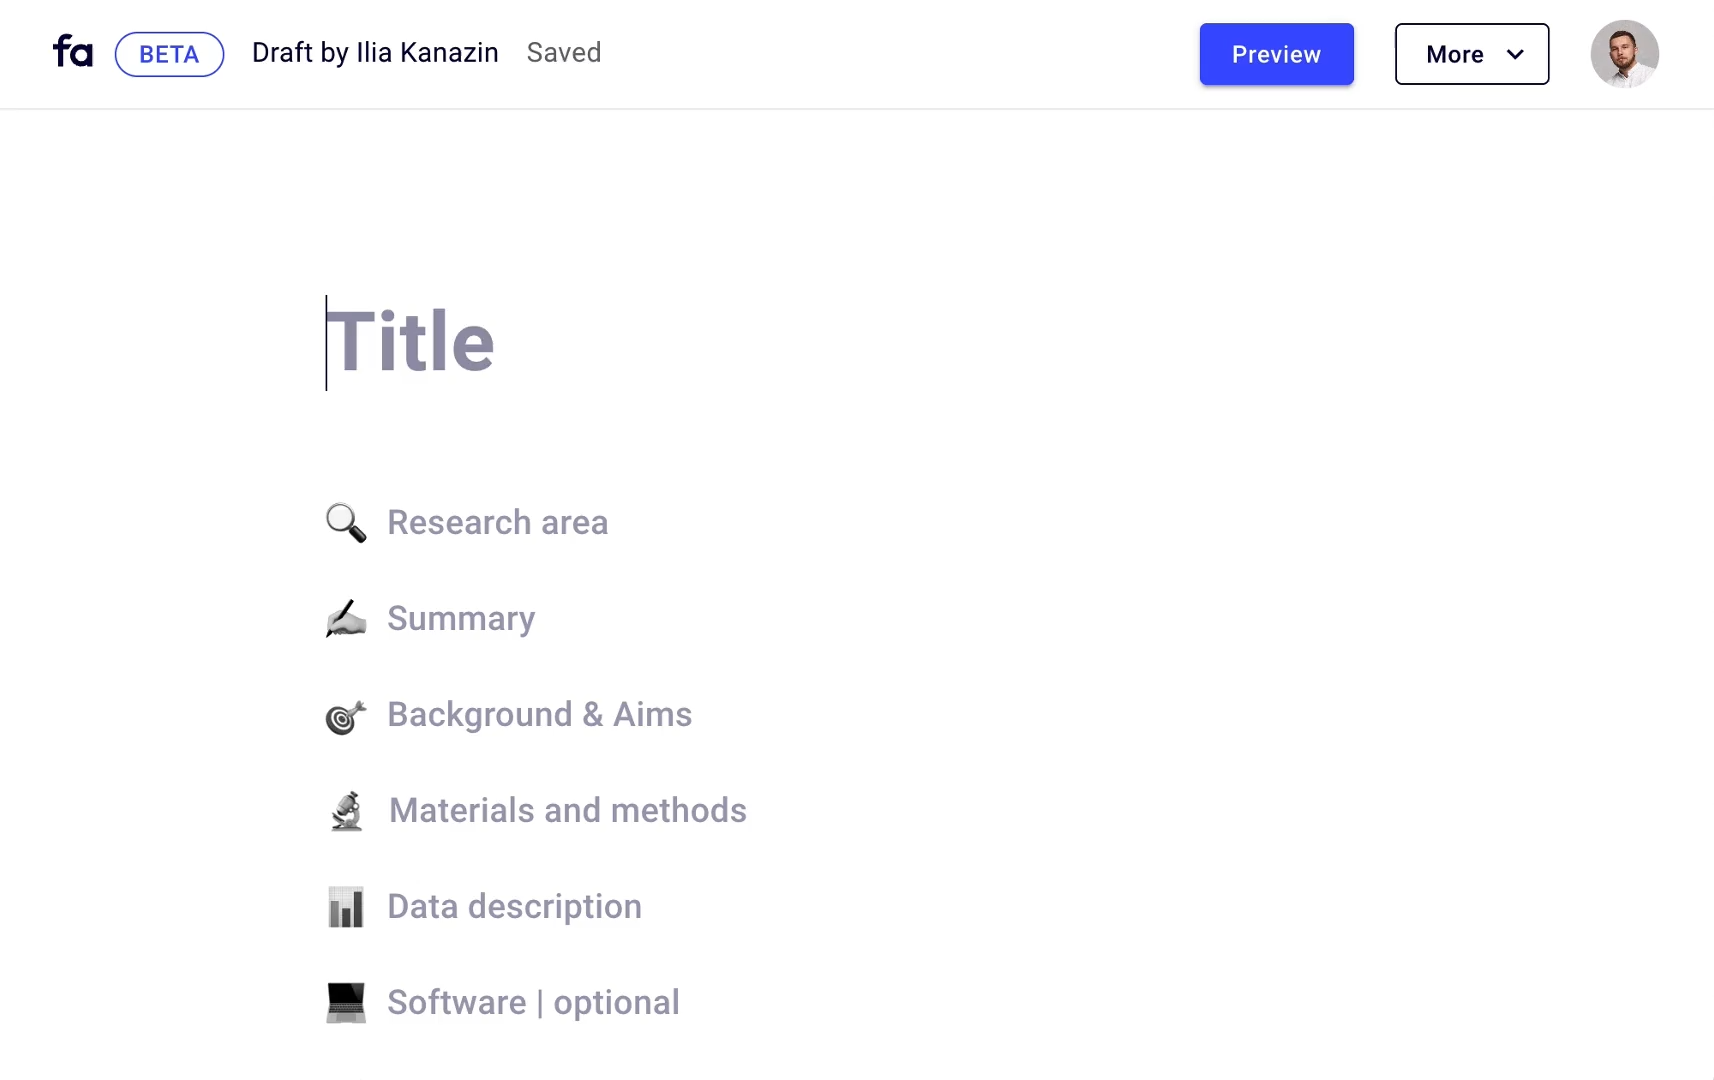 fa BETA Draft by Ilia Kanazin Saved Preview More
Title
Research area
Summary
Background & Aims
Materials and methods
Data description
Software | optional